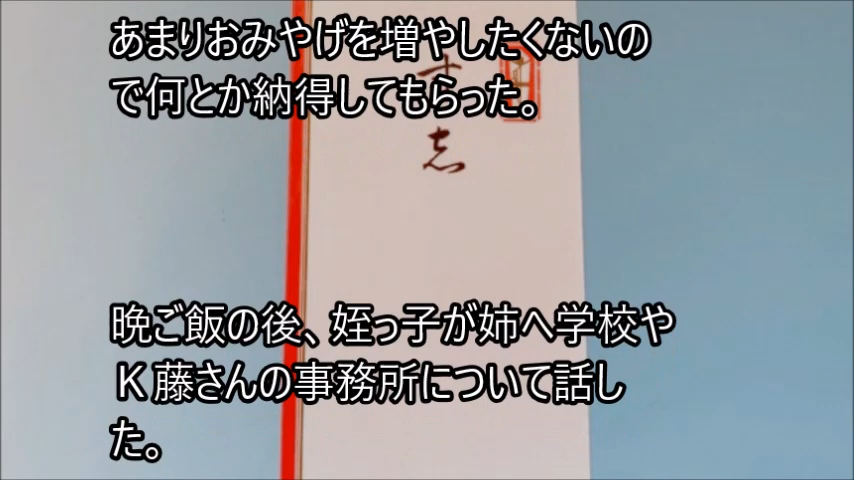 あまりおみやげを増やしたくないの
で何とか納得してもらった。
寸志
晩ご飯の後、姪っ子が姉へ学校や
Ｋ藤さんの事務所について話し
た。